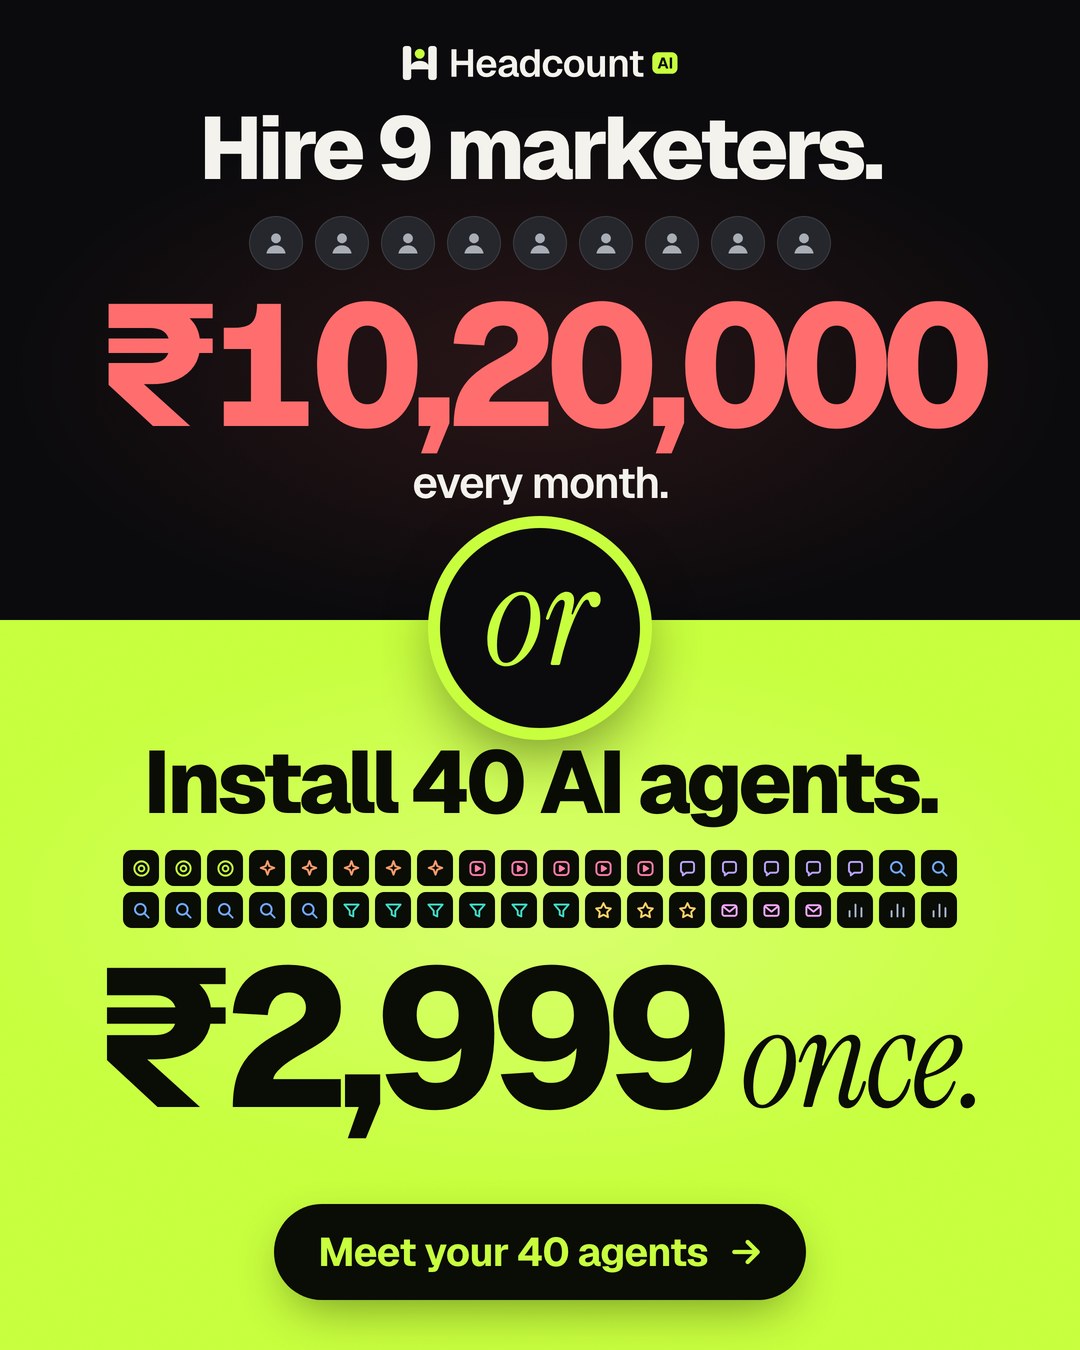 Headcount AI
Hire 9 marketers.
₹10,20,000
every month.
or
Install 40 AI agents.
₹2,999 once.
Meet your 40 agents →